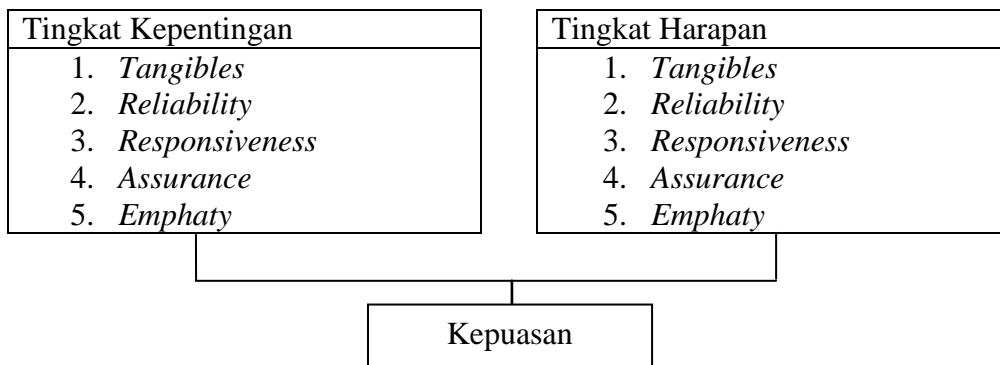 Tingkat Kepentingan
1. Tangibles
2. Reliability
3. Responsiveness
4. Assurance
5. Emphaty
Tingkat Harapan
1. Tangibles
2. Reliability
3. Responsiveness
4. Assurance
5. Emphaty
Kepuasan